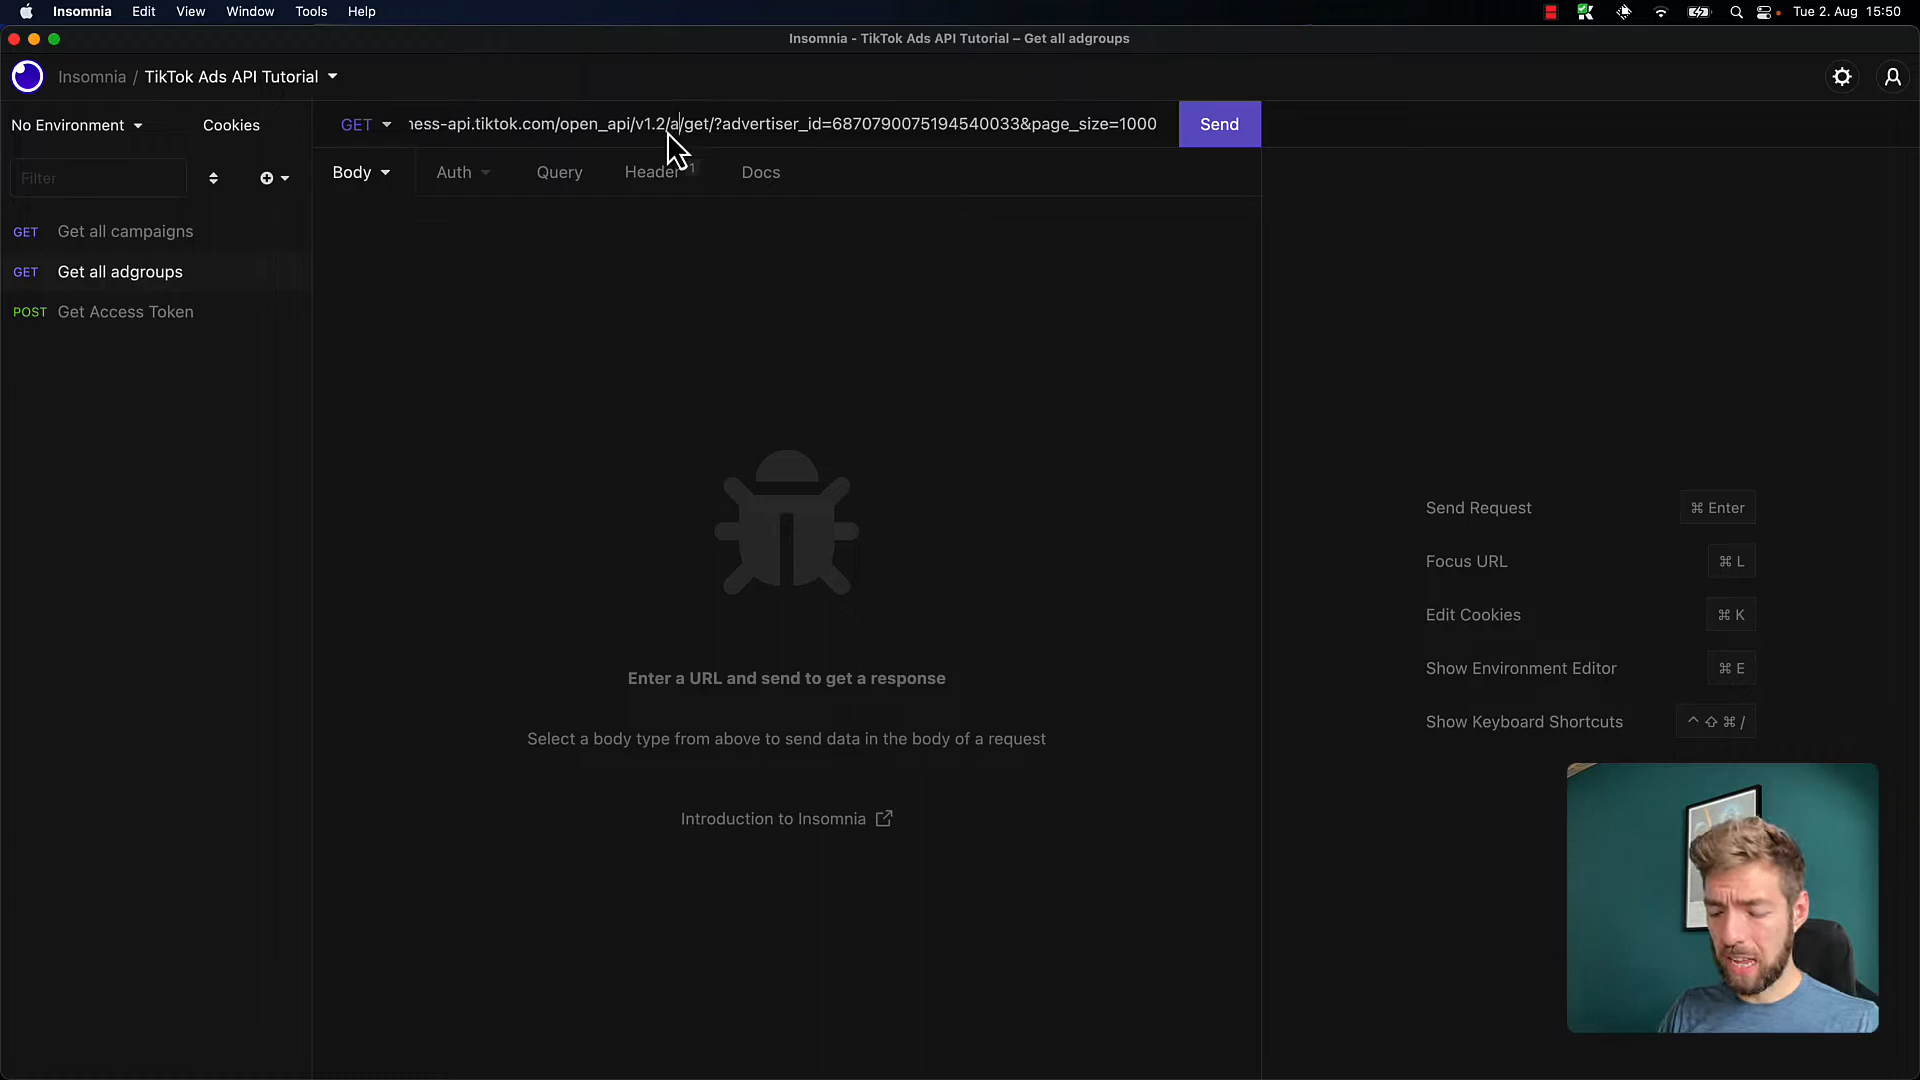 Insomnia Edit View Window Tools Help Tue 2. Aug 15:50
Insomnia - TikTok Ads API Tutorial – Get all adgroups
Insomnia / TikTok Ads API Tutorial
No Environment Cookies
GET ness-api.tiktok.com/open_api/v1.2/a/get/?advertiser_id=6870790075194540033&page_size=1000 Send
Body Auth Query Header 1 Docs
Filter
GET Get all campaigns
GET Get all adgroups
POST Get Access Token
Enter a URL and send to get a response
Select a body type from above to send data in the body of a request
Introduction to Insomnia
Send Request ⌘ Enter
Focus URL ⌘ L
Edit Cookies ⌘ K
Show Environment Editor ⌘ E
Show Keyboard Shortcuts ^ ⇧ ⌘ /